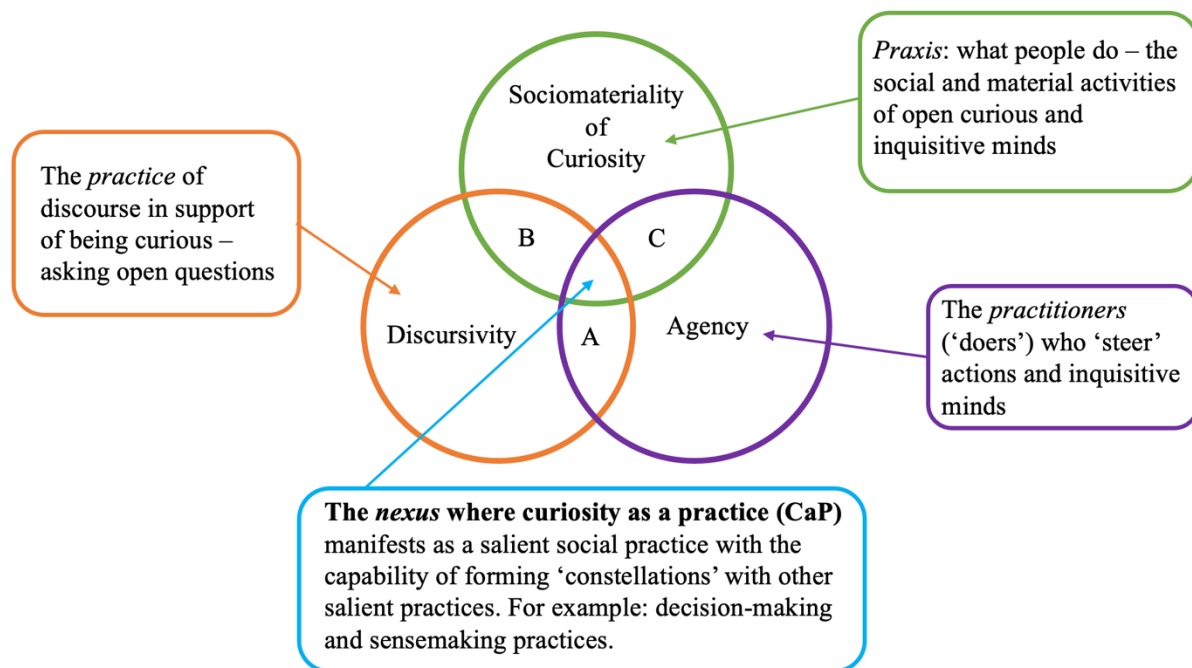 Praxis: what people do – the
social and material activities
of open curious and
inquisitive minds
Sociomateriality
of
Curiosity
The practice of
discourse in support
of being curious –
asking open questions
B
C
Discursivity
A
Agency
The practitioners
(‘doers’) who ‘steer’
actions and inquisitive
minds
The nexus where curiosity as a practice (CaP)
manifests as a salient social practice with the
capability of forming ‘constellations’ with other
salient practices. For example: decision-making
and sensemaking practices.